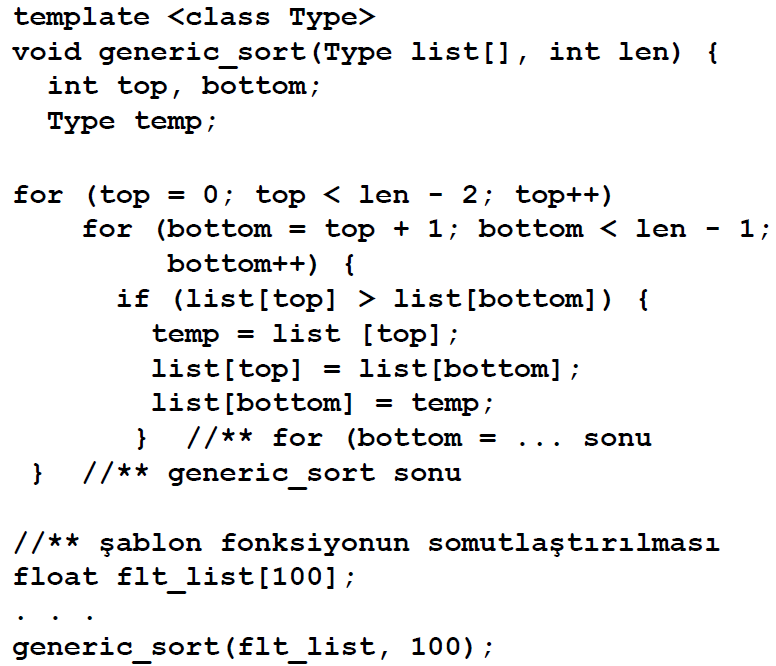 template <class Type>
void generic_sort(Type list[], int len) {
int top, bottom;
Type temp;
for (top = 0; top < len - 2; top++)
for (bottom = top + 1; bottom < len - 1;
bottom++) {
if (list[top] > list[bottom]) {
temp = list [top];
list[top] = list[bottom];
list[bottom] = temp;
} //** for (bottom = ... sonu
} //** generic_sort sonu
//** şablon fonksiyonun somutlaştırılması
float flt_list[100];
. . .
generic_sort(flt_list, 100);